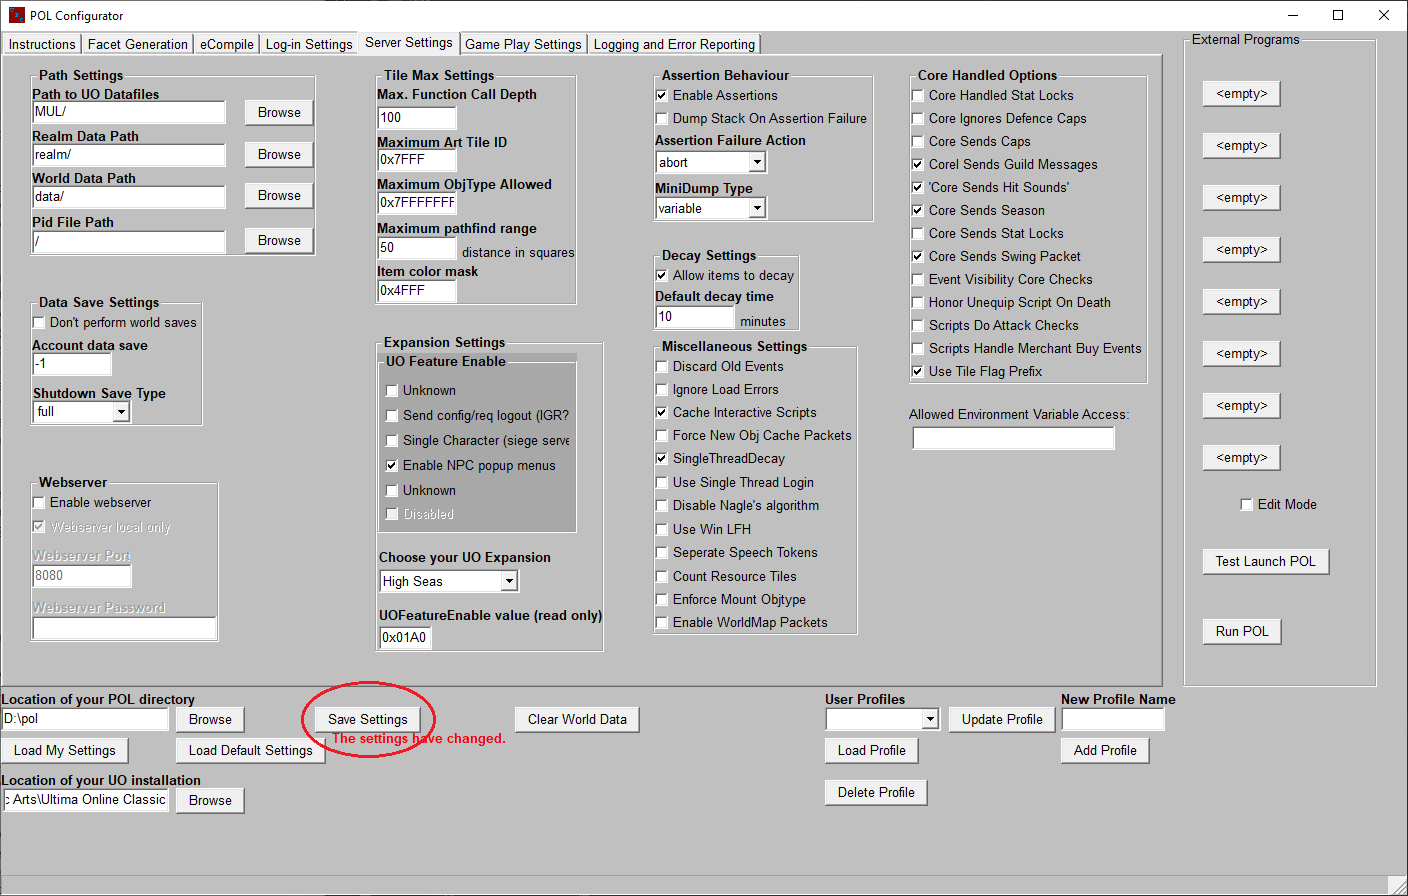 POL Configurator
Instructions
Facet Generation
eCompile
Log-in Settings
Server Settings
Game Play Settings
Logging and Error Reporting
Path Settings
Path to UO Datafiles
MUL/
Browse
Realm Data Path
realm/
Browse
World Data Path
data/
Browse
Pid File Path
/
Browse
Data Save Settings
Don't perform world saves
Account data save
-1
Shutdown Save Type
full
Webserver
Enable webserver
Webserver local only
Webserver Port
8080
Webserver Password
Tile Max Settings
Max. Function Call Depth
100
Maximum Art Tile ID
0x7FFF
Maximum ObjType Allowed
0x7FFFFFFF
Maximum pathfind range
50 distance in squares
Item color mask
0x4FFF
Expansion Settings
UO Feature Enable
Unknown
Send config/req logout (IGR?
Single Character (siege serve
Enable NPC popup menus
Unknown
Disabled
Choose your UO Expansion
High Seas
UOFeatureEnable value (read only)
0x01A0
Assertion Behaviour
Enable Assertions
Dump Stack On Assertion Failure
Assertion Failure Action
abort
MiniDump Type
variable
Decay Settings
Allow items to decay
Default decay time
10 minutes
Miscellaneous Settings
Discard Old Events
Ignore Load Errors
Cache Interactive Scripts
Force New Obj Cache Packets
SingleThreadDecay
Use Single Thread Login
Disable Nagle's algorithm
Use Win LFH
Seperate Speech Tokens
Count Resource Tiles
Enforce Mount Objtype
Enable WorldMap Packets
Core Handled Options
Core Handled Stat Locks
Core Ignores Defence Caps
Core Sends Caps
Corel Sends Guild Messages
'Core Sends Hit Sounds'
Core Sends Season
Core Sends Stat Locks
Core Sends Swing Packet
Event Visibility Core Checks
Honor Unequip Script On Death
Scripts Do Attack Checks
Scripts Handle Merchant Buy Events
Use Tile Flag Prefix
Allowed Environment Variable Access:
External Programs
<empty>
<empty>
<empty>
<empty>
<empty>
<empty>
<empty>
<empty>
Edit Mode
Test Launch POL
Run POL
Location of your POL directory
D:\pol
Browse
Save Settings
The settings have changed.
Clear World Data
Load My Settings
Load Default Settings
Location of your UO installation
c Arts\Ultima Online Classic
Browse
User Profiles
Update Profile
Load Profile
Delete Profile
New Profile Name
Add Profile